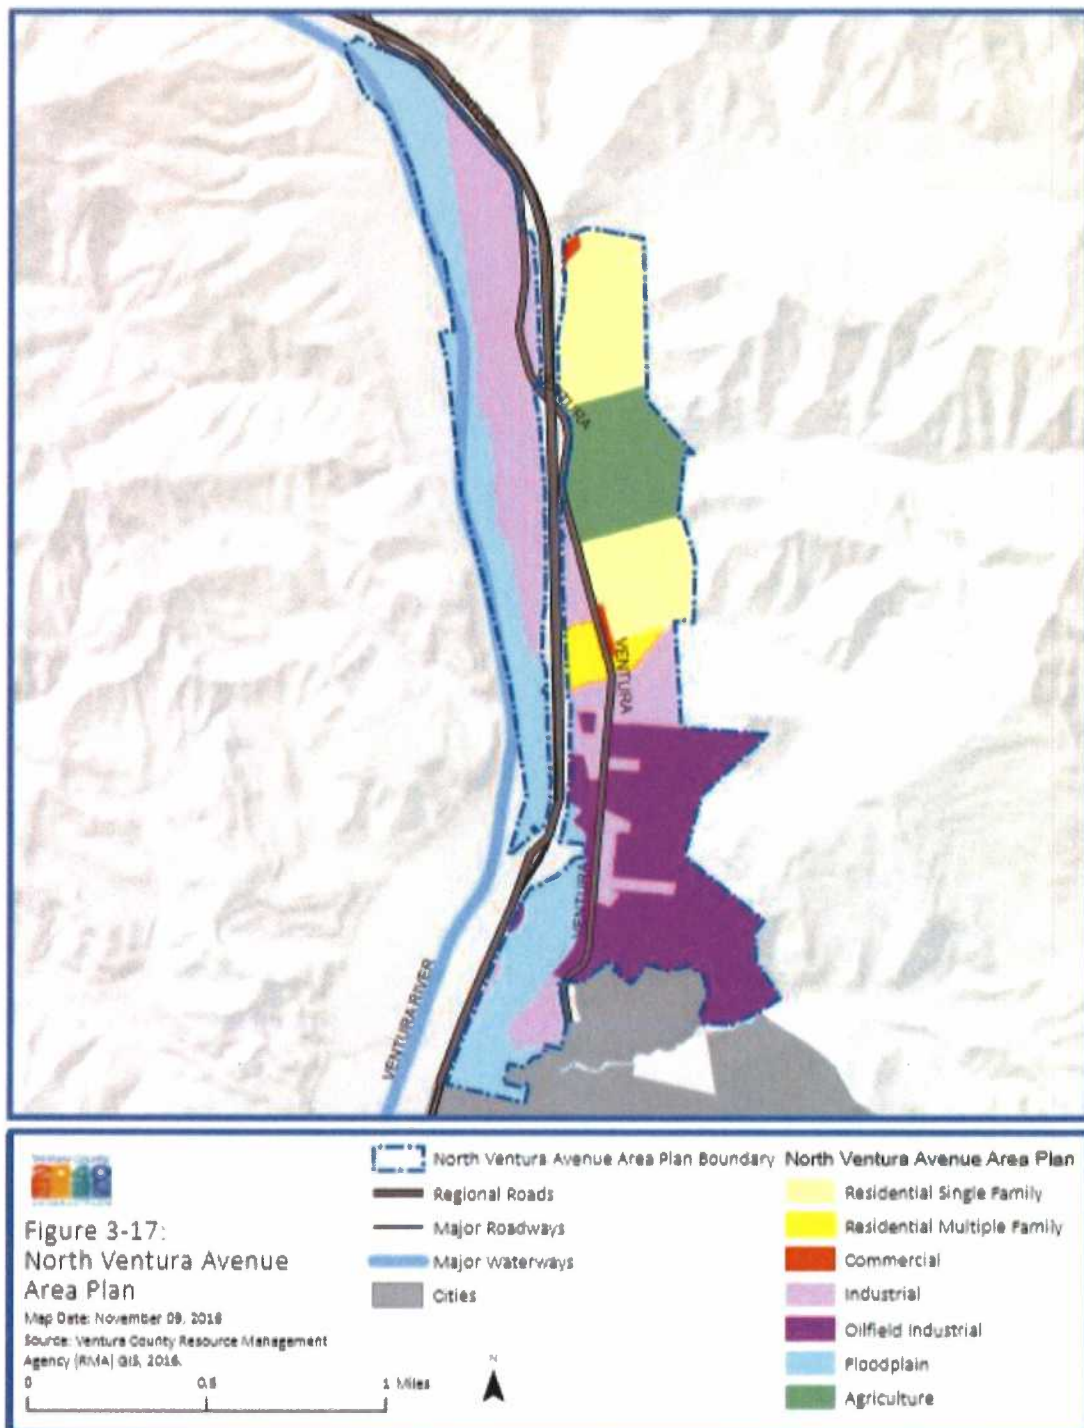 VENTURA
VENTURA
VENTURA RIVER
Figure 3-17:
North Ventura Avenue
Area Plan
Map Date: November 09, 2016
Source: Ventura County Resource Management
Agency (RMA) GIS, 2016.
0 0.5 1 Miles
N
North Ventura Avenue Area Plan Boundary
Regional Roads
Major Roadways
Major Waterways
Cities
North Ventura Avenue Area Plan
Residential Single Family
Residential Multiple Family
Commercial
Industrial
Oilfield Industrial
Floodplain
Agriculture